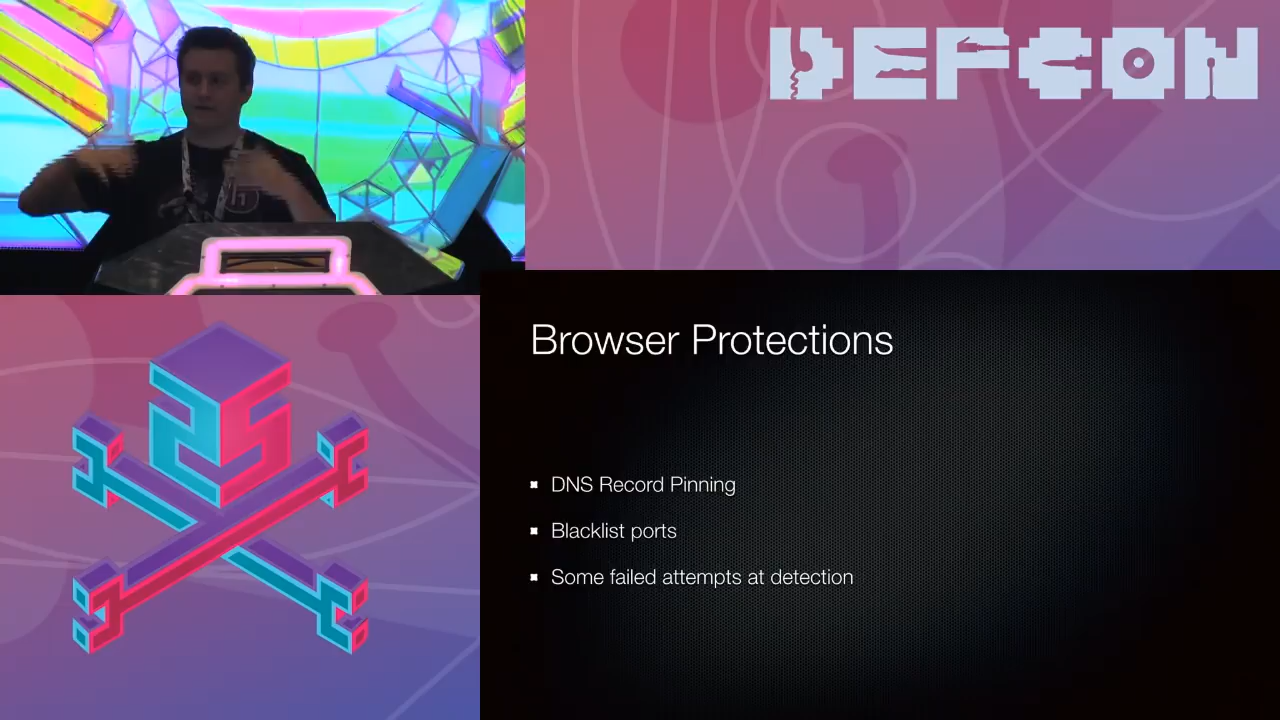 DEFCON
Browser Protections
DNS Record Pinning
Blacklist ports
Some failed attempts at detection